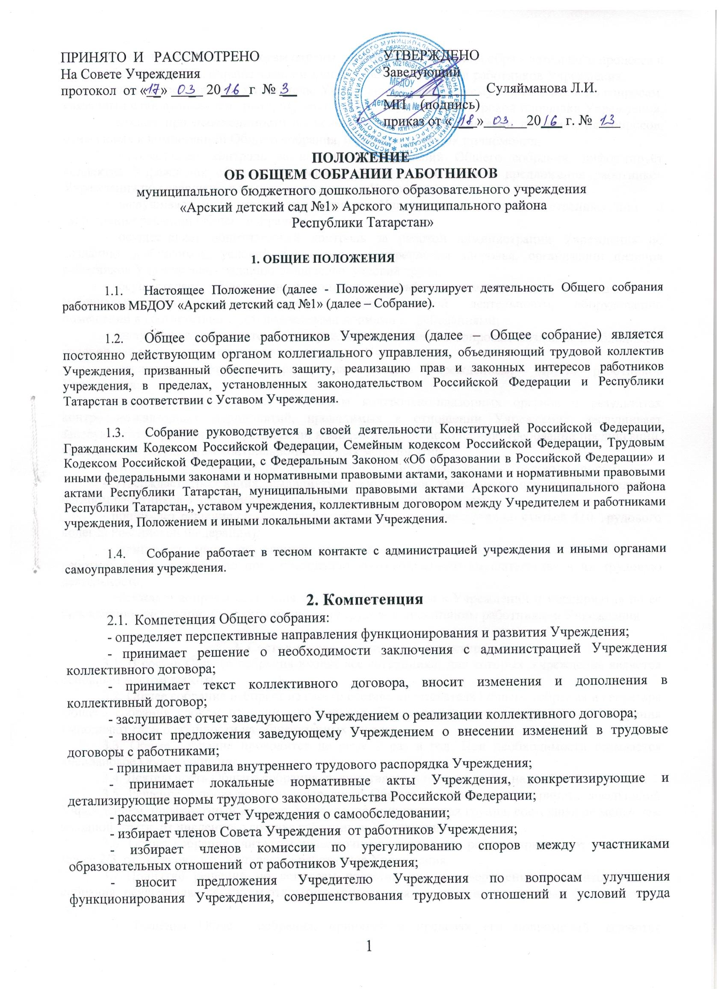 ПРИНЯТО И РАССМОТРЕНО
На Совете Учреждения
протокол от «17» 03 2016 г № 3
УТВЕРЖДЕНО
Заведующий
Суляйманова Л.И.
МП (подпись)
приказ от «18» 03 2016 г. № 13
МБДОУ
Арский
детский сад №1
ПОЛОЖЕНИЕ
ОБ ОБЩЕМ СОБРАНИИ РАБОТНИКОВ
муниципального бюджетного дошкольного образовательного учреждения
«Арский детский сад №1» Арского муниципального района
Республики Татарстан»
1. ОБЩИЕ ПОЛОЖЕНИЯ
1.1. Настоящее Положение (далее - Положение) регулирует деятельность Общего собрания
работников МБДОУ «Арский детский сад №1» (далее – Собрание).
1.2. Общее собрание работников Учреждения (далее – Общее собрание) является
постоянно действующим органом коллегиального управления, объединяющий трудовой коллектив
Учреждения, призванный обеспечить защиту, реализацию прав и законных интересов работников
учреждения, в пределах, установленных законодательством Российской Федерации и Республики
Татарстан в соответствии с Уставом Учреждения.
1.3. Собрание руководствуется в своей деятельности Конституцией Российской Федерации,
Гражданским Кодексом Российской Федерации, Семейным кодексом Российской Федерации, Трудовым
Кодексом Российской Федерации, с Федеральным Законом «Об образовании в Российской Федерации» и
иными федеральными законами и нормативными правовыми актами, законами и нормативными правовыми
актами Республики Татарстан, муниципальными правовыми актами Арского муниципального района
Республики Татарстан,, уставом учреждения, коллективным договором между Учредителем и работниками
учреждения, Положением и иными локальными актами Учреждения.
1.4. Собрание работает в тесном контакте с администрацией учреждения и иными органами
самоуправления учреждения.
2. Компетенция
2.1. Компетенция Общего собрания:
- определяет перспективные направления функционирования и развития Учреждения;
- принимает решение о необходимости заключения с администрацией Учреждения
коллективного договора;
- принимает текст коллективного договора, вносит изменения и дополнения в
коллективный договор;
- заслушивает отчет заведующего Учреждением о реализации коллективного договора;
- вносит предложения заведующему Учреждением о внесении изменений в трудовые
договоры с работниками;
- принимает правила внутреннего трудового распорядка Учреждения;
- принимает локальные нормативные акты Учреждения, конкретизирующие и
детализирующие нормы трудового законодательства Российской Федерации;
- рассматривает отчет Учреждения о самообследовании;
- избирает членов Совета Учреждения от работников Учреждения;
- избирает членов комиссии по урегулированию споров между участниками
образовательных отношений от работников Учреждения;
- вносит предложения Учредителю Учреждения по вопросам улучшения
функционирования Учреждения, совершенствования трудовых отношений и условий труда
1